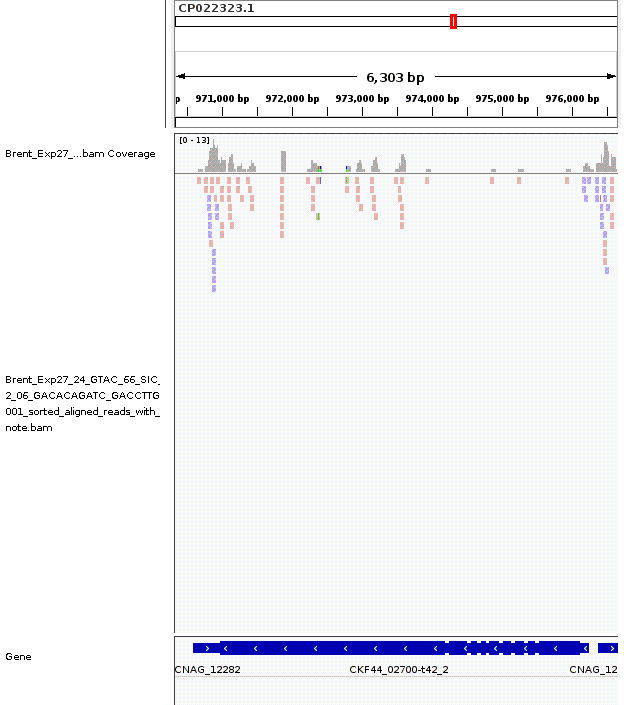 CP022323.1
6,303 bp
p 971,000 bp 972,000 bp 973,000 bp 974,000 bp 975,000 bp 976,000 bp
[0 - 13]
Brent_Exp27_...bam Coverage
Brent_Exp27_24_GTAC_66_SIC_
2_06_GACACAGATC_GACCTTG
001_sorted_aligned_reads_with_
note.bam
Gene
CNAG_12282 CKF44_02700-t42_2 CNAG_12